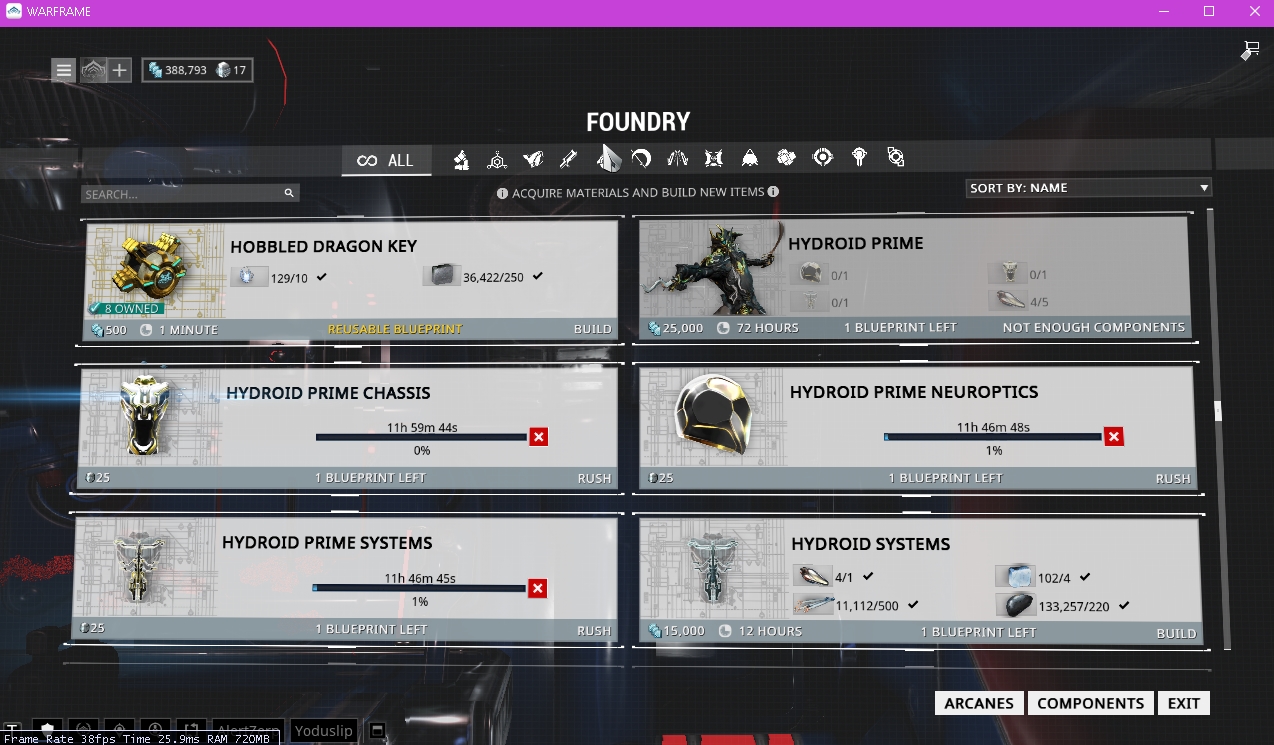 WARFRAME
388,793 17
FOUNDRY
ALL
SEARCH...
ACQUIRE MATERIALS AND BUILD NEW ITEMS
SORT BY: NAME
HOBBLED DRAGON KEY
129/10
36,422/250
8 OWNED
500
1 MINUTE
REUSABLE BLUEPRINT
BUILD
HYDROID PRIME
0/1
0/1
0/1
4/5
25,000
72 HOURS
1 BLUEPRINT LEFT
NOT ENOUGH COMPONENTS
HYDROID PRIME CHASSIS
11h 59m 44s
0%
25
1 BLUEPRINT LEFT
RUSH
HYDROID PRIME NEUROPTICS
11h 46m 48s
1%
25
1 BLUEPRINT LEFT
RUSH
HYDROID PRIME SYSTEMS
11h 46m 45s
1%
25
1 BLUEPRINT LEFT
RUSH
HYDROID SYSTEMS
4/1
102/4
11,112/500
133,257/220
15,000
12 HOURS
1 BLUEPRINT LEFT
BUILD
ARCANES
COMPONENTS
EXIT
T
Yoduslip
Frame Rate 38fps Time 25.9ms RAM 720MB